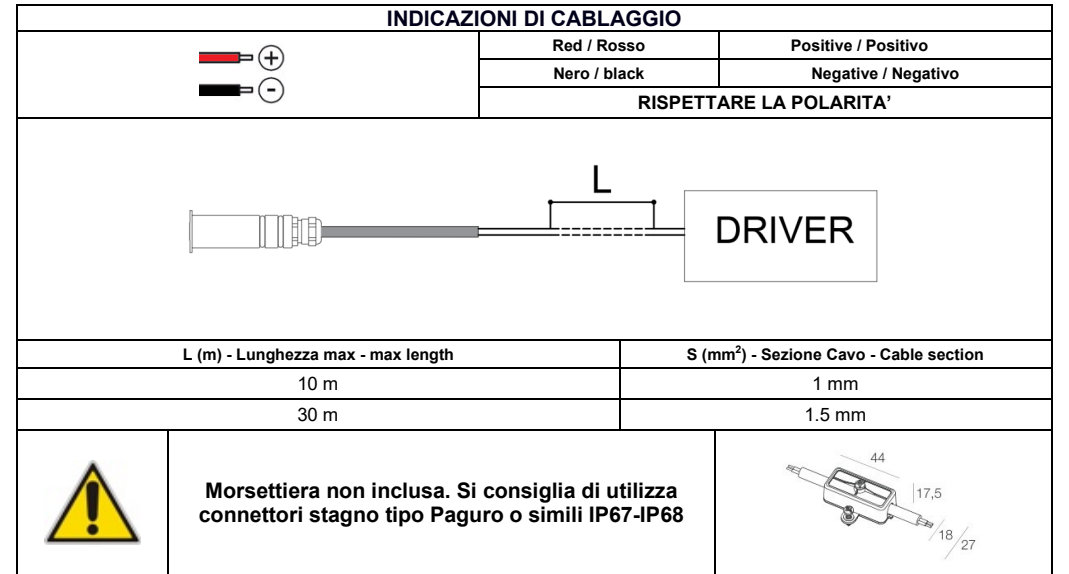 INDICAZIONI DI CABLAGGIO
+
Red / Rosso
Positive / Positivo
-
Nero / black
Negative / Negativo
RISPETTARE LA POLARITA’
L
DRIVER
L (m) - Lunghezza max - max length
S (mm²) - Sezione Cavo - Cable section
10 m
1 mm
30 m
1.5 mm
Morsettiera non inclusa. Si consiglia di utilizza
connettori stagno tipo Paguro o simili IP67-IP68
44
17,5
18
27